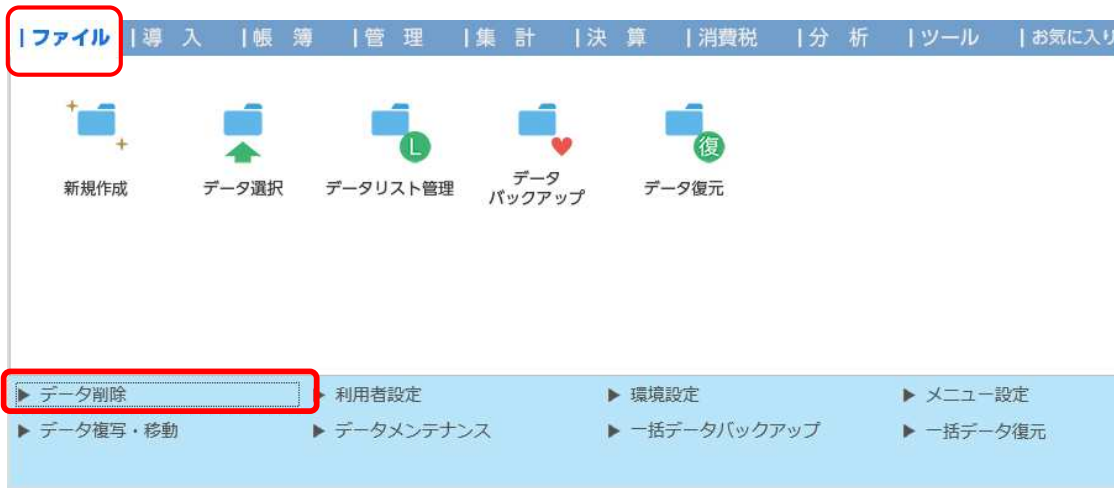 |ファイル |導 入 |帳 簿 |管 理 |集 計 |決 算 |消費税 |分 析 |ツール |お気に入り
新規作成
データ選択
L
データリスト管理
データ
バックアップ
復
データ復元
▶ データ削除 ▶ 利用者設定 ▶ 環境設定 ▶ メニュー設定
▶ データ複写・移動 ▶ データメンテナンス ▶ 一括データバックアップ ▶ 一括データ復元